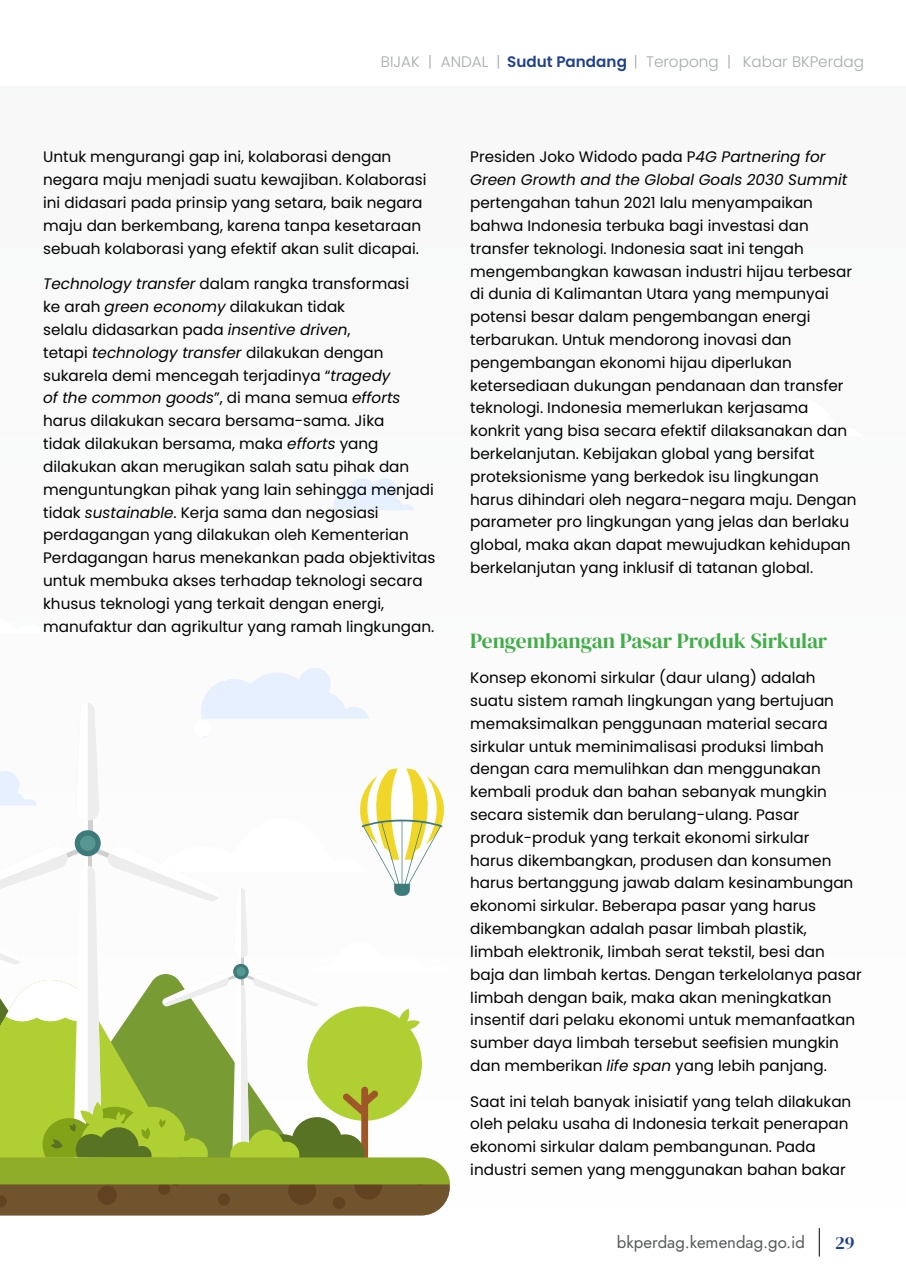 BIJAK | ANDAL | Sudut Pandang | Teropong | Kabar BKPerdag
Untuk mengurangi gap ini, kolaborasi dengan
negara maju menjadi suatu kewajiban. Kolaborasi
ini didasari pada prinsip yang setara, baik negara
maju dan berkembang, karena tanpa kesetaraan
sebuah kolaborasi yang efektif akan sulit dicapai.
Technology transfer dalam rangka transformasi
ke arah green economy dilakukan tidak
selalu didasarkan pada insentive driven,
tetapi technology transfer dilakukan dengan
sukarela demi mencegah terjadinya “tragedy
of the common goods”, di mana semua efforts
harus dilakukan secara bersama-sama. Jika
tidak dilakukan bersama, maka efforts yang
dilakukan akan merugikan salah satu pihak dan
menguntungkan pihak yang lain sehingga menjadi
tidak sustainable. Kerja sama dan negosiasi
perdagangan yang dilakukan oleh Kementerian
Perdagangan harus menekankan pada objektivitas
untuk membuka akses terhadap teknologi secara
khusus teknologi yang terkait dengan energi,
manufaktur dan agrikultur yang ramah lingkungan.
Presiden Joko Widodo pada P4G Partnering for
Green Growth and the Global Goals 2030 Summit
pertengahan tahun 2021 lalu menyampaikan
bahwa Indonesia terbuka bagi investasi dan
transfer teknologi. Indonesia saat ini tengah
mengembangkan kawasan industri hijau terbesar
di dunia di Kalimantan Utara yang mempunyai
potensi besar dalam pengembangan energi
terbarukan. Untuk mendorong inovasi dan
pengembangan ekonomi hijau diperlukan
ketersediaan dukungan pendanaan dan transfer
teknologi. Indonesia memerlukan kerjasama
konkrit yang bisa secara efektif dilaksanakan dan
berkelanjutan. Kebijakan global yang bersifat
proteksionisme yang berkedok isu lingkungan
harus dihindari oleh negara-negara maju. Dengan
parameter pro lingkungan yang jelas dan berlaku
global, maka akan dapat mewujudkan kehidupan
berkelanjutan yang inklusif di tatanan global.
Pengembangan Pasar Produk Sirkular
Konsep ekonomi sirkular (daur ulang) adalah
suatu sistem ramah lingkungan yang bertujuan
memaksimalkan penggunaan material secara
sirkular untuk meminimalisasi produksi limbah
dengan cara memulihkan dan menggunakan
kembali produk dan bahan sebanyak mungkin
secara sistemik dan berulang-ulang. Pasar
produk-produk yang terkait ekonomi sirkular
harus dikembangkan, produsen dan konsumen
harus bertanggung jawab dalam kesinambungan
ekonomi sirkular. Beberapa pasar yang harus
dikembangkan adalah pasar limbah plastik,
limbah elektronik, limbah serat tekstil, besi dan
baja dan limbah kertas. Dengan terkelolanya pasar
limbah dengan baik, maka akan meningkatkan
insentif dari pelaku ekonomi untuk memanfaatkan
sumber daya limbah tersebut seefisien mungkin
dan memberikan life span yang lebih panjang.
Saat ini telah banyak inisiatif yang telah dilakukan
oleh pelaku usaha di Indonesia terkait penerapan
ekonomi sirkular dalam pembangunan. Pada
industri semen yang menggunakan bahan bakar
bkperdag.kemendag.go.id | 29